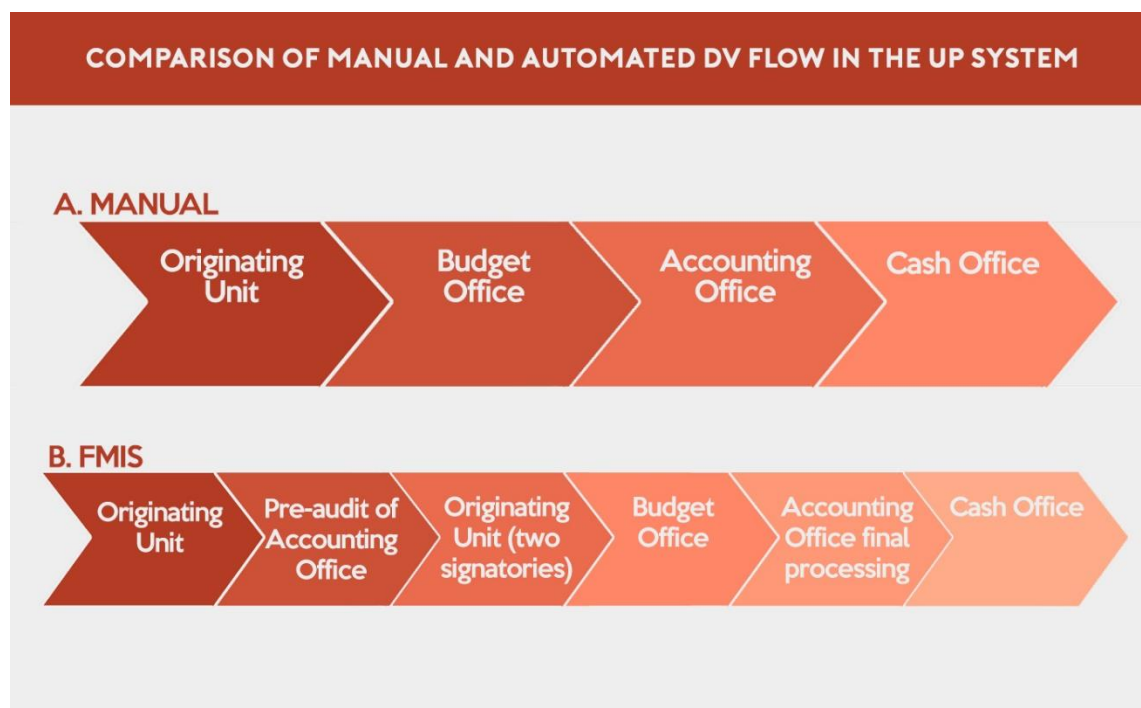 COMPARISON OF MANUAL AND AUTOMATED DV FLOW IN THE UP SYSTEM
A. MANUAL
Originating
Unit
Budget
Office
Accounting
Office
Cash Office
B. FMIS
Originating
Unit
Pre-audit of
Accounting
Office
Originating
Unit (two
signatories)
Budget
Office
Accounting
Office final
processing
Cash Office